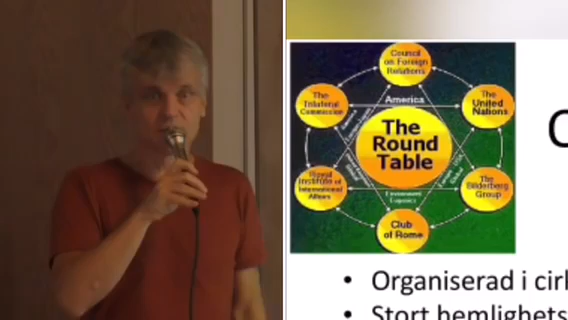 Council
on Foreign
Relations
The
Trilateral
Commission
America
The
United
Nations
The
Round
Table
Royal
Institute of
International
Affairs
The
Bilderberg
Group
Club
of Rome
• Organiserad i cirk
• Stort hemlighets